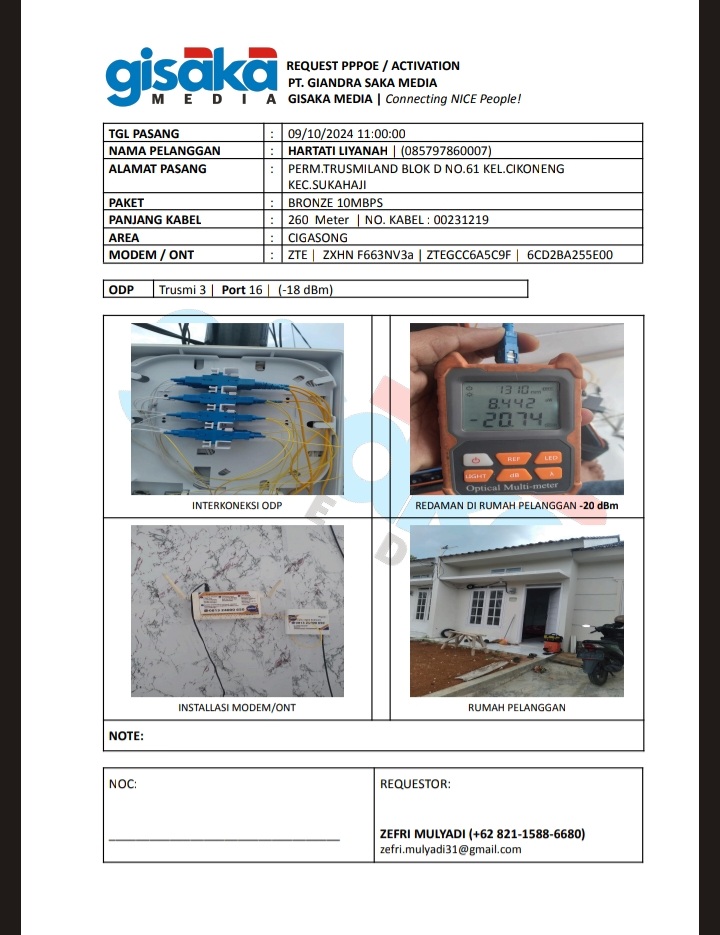 gisaka
MEDIA
REQUEST PPPOE / ACTIVATION
PT. GIANDRA SAKA MEDIA
GISAKA MEDIA | Connecting NICE People!
TGL PASANG : 09/10/2024 11:00:00
NAMA PELANGGAN : HARTATI LIYANAH | (085797860007)
ALAMAT PASANG : PERM.TRUSMILAND BLOK D NO.61 KEL.CIKONENG
KEC.SUKAHAJI
PAKET : BRONZE 10MBPS
PANJANG KABEL : 260 Meter | NO. KABEL : 00231219
AREA : CIGASONG
MODEM / ONT : ZTE | ZXHN F663NV3a | ZTEGCC6A5C9F | 6CD2BA255E00
ODP Trusmi 3 | Port 16 | (-18 dBm)
1310
8.442
-20.74
REF LED
LIGHT dB λ
Optical Multi-meter
INTERKONEKSI ODP
REDAMAN DI RUMAH PELANGGAN -20 dBm
INSTALLASI MODEM/ONT
RUMAH PELANGGAN
NOTE:
NOC:
REQUESTOR:
ZEFRI MULYADI (+62 821-1588-6680)
zefri.mulyadi31@gmail.com